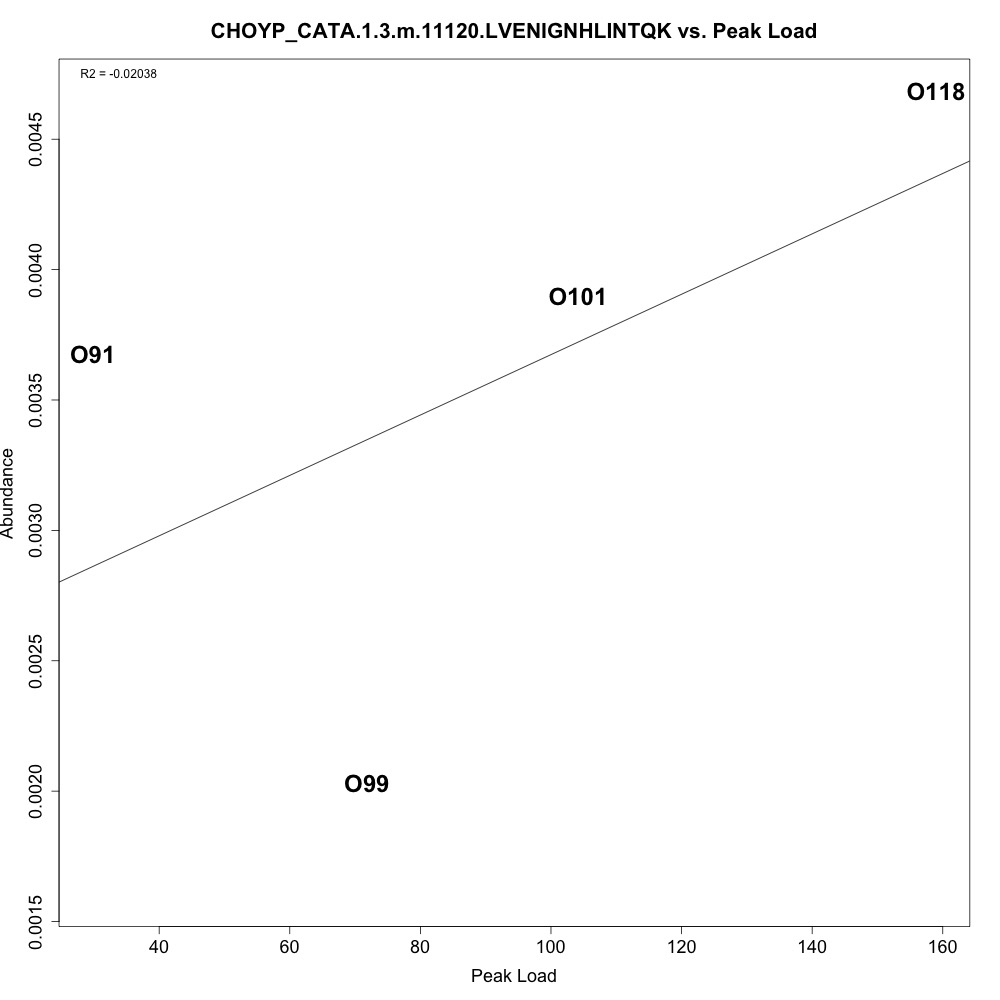 CHOYP_CATA.1.3.m.11120.LVENIGNHLINTQK vs. Peak Load
R2 = -0.02038
O118
0.0045
0.0040
O101
O91
0.0035
Abundance
0.0030
0.0025
O99
0.0020
0.0015
40 60 80 100 120 140 160
Peak Load